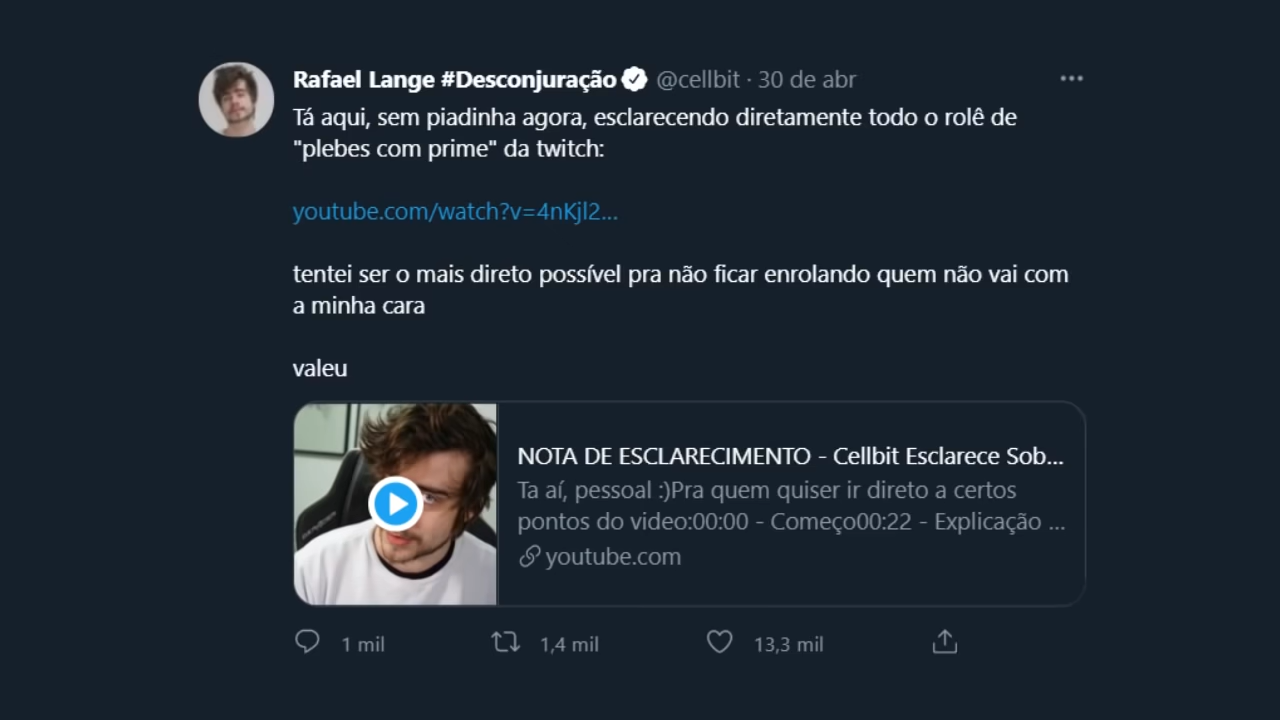 Rafael Lange #Desconjuração @cellbit · 30 de abr
Tá aqui, sem piadinha agora, esclarecendo diretamente todo o rolê de
"plebes com prime" da twitch:
youtube.com/watch?v=4nKjl2...
tentei ser o mais direto possível pra não ficar enrolando quem não vai com
a minha cara
valeu
NOTA DE ESCLARECIMENTO - Cellbit Esclarece Sob...
Ta aí, pessoal :)Pra quem quiser ir direto a certos
pontos do video:00:00 - Começo00:22 - Explicação ...
youtube.com
1 mil 1,4 mil 13,3 mil